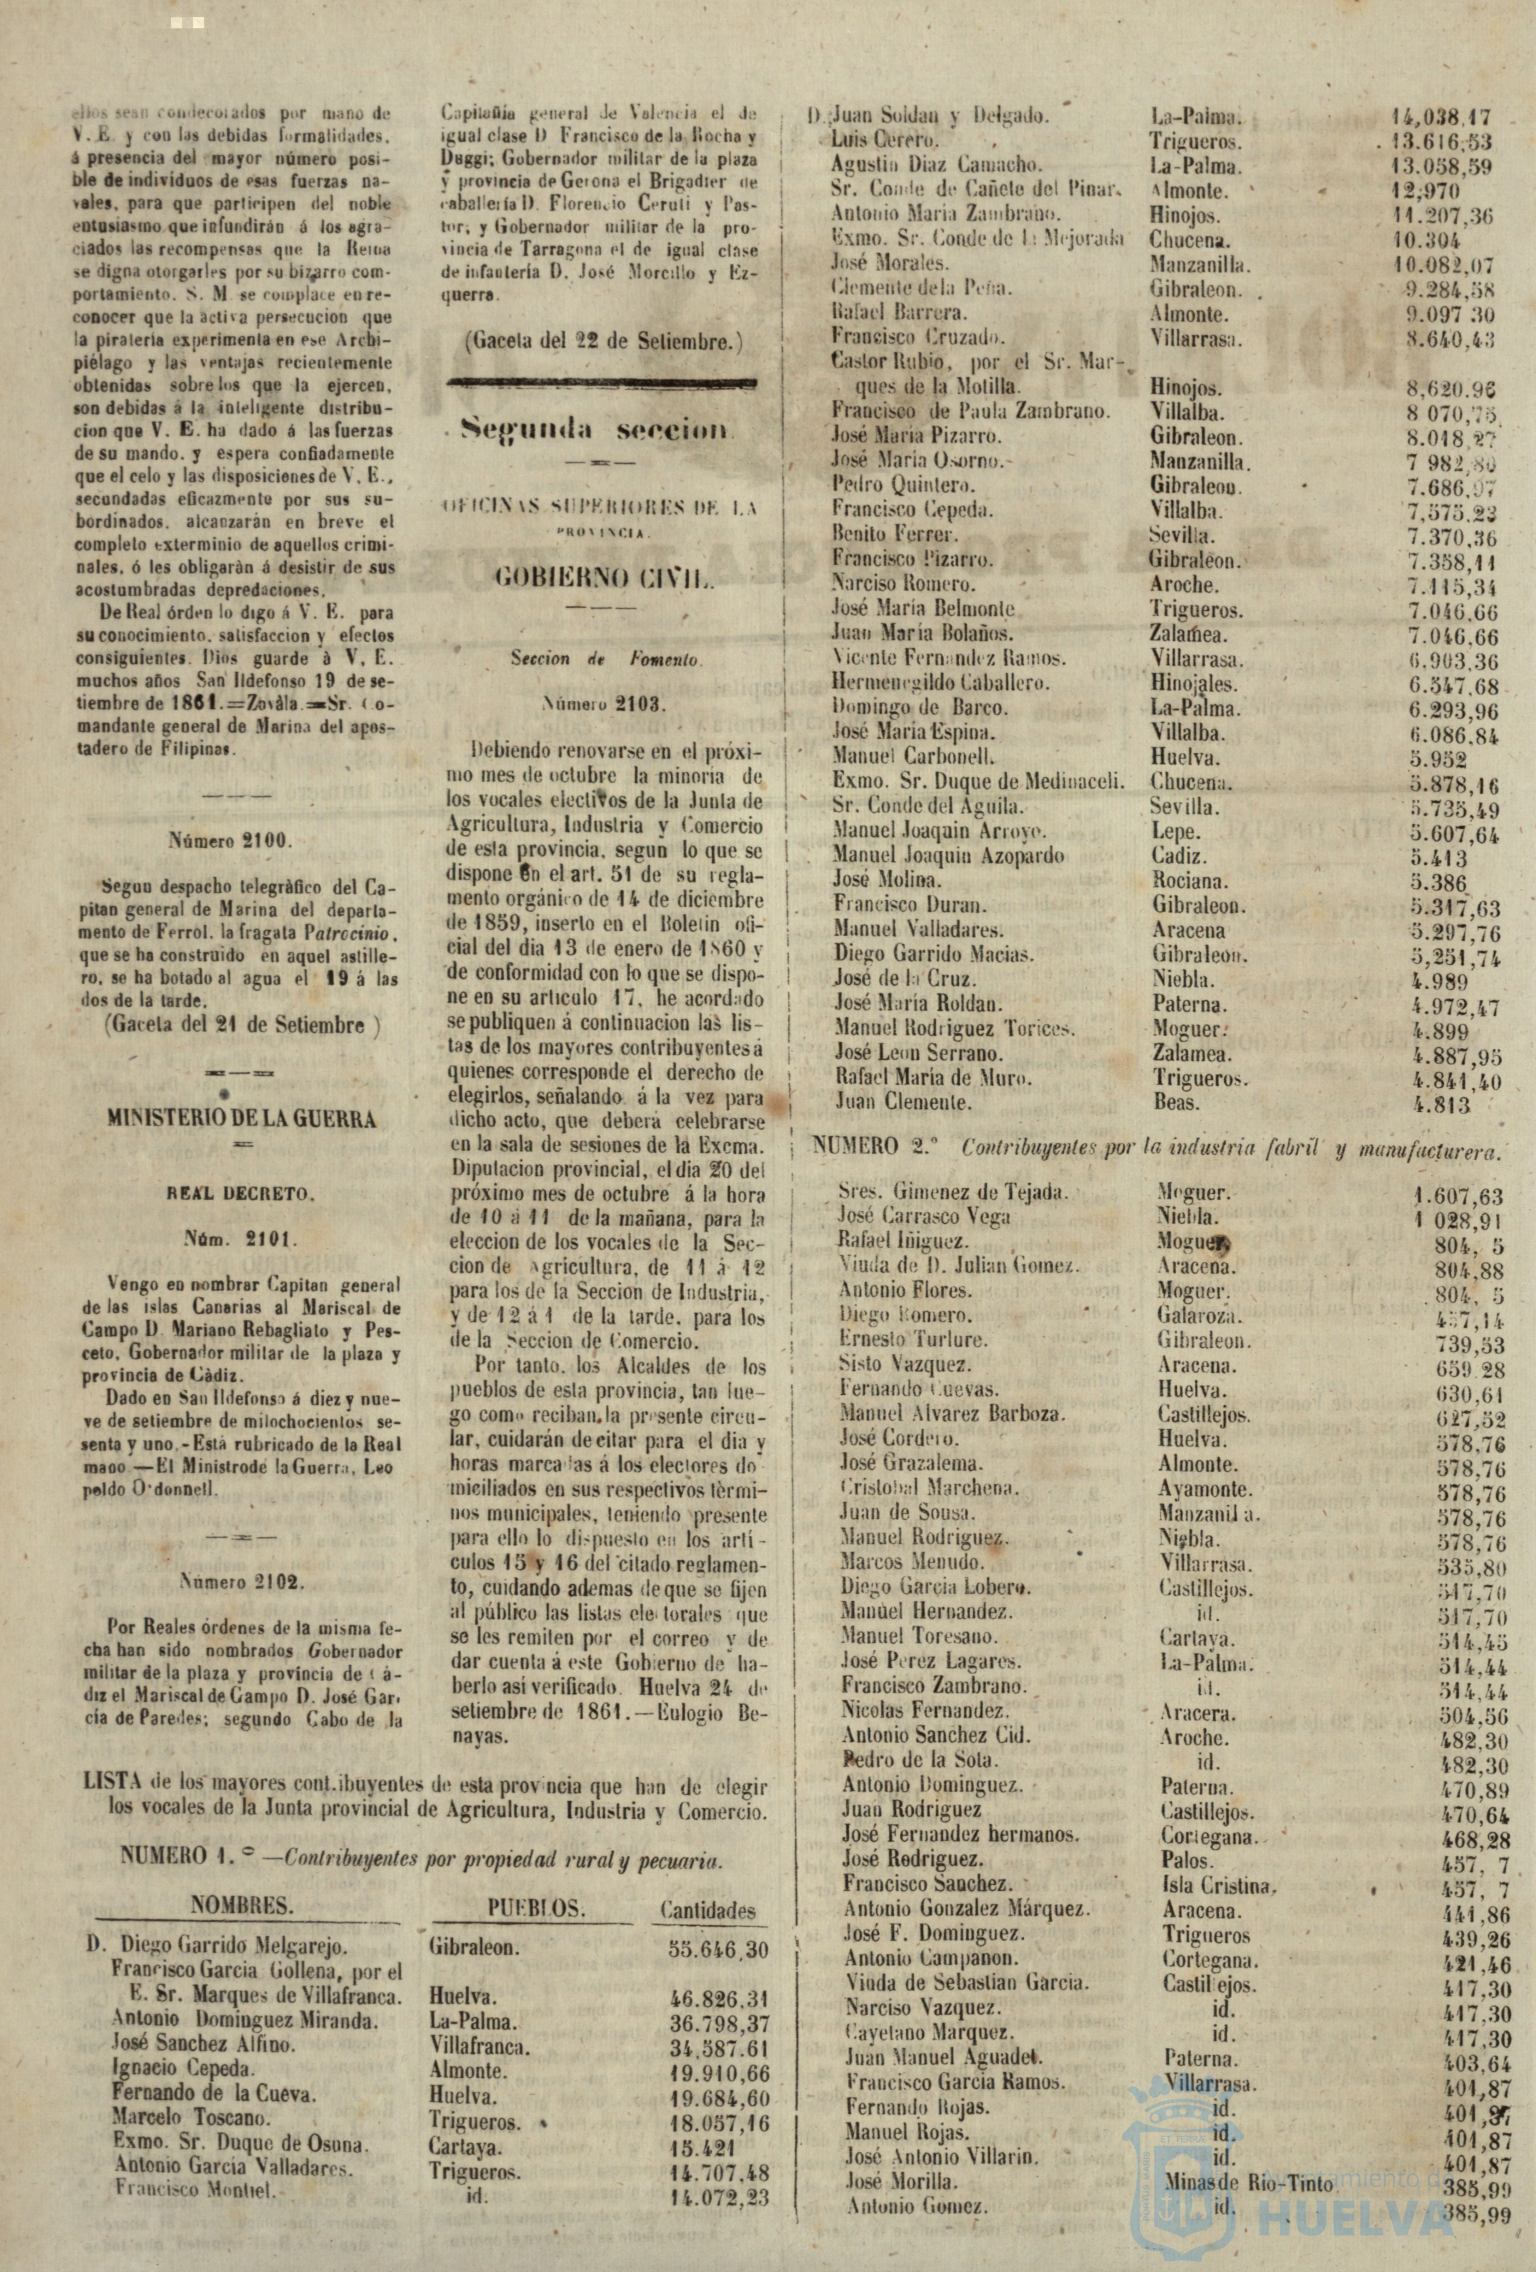 ellos sean condecorados por mano de
V. E. y con las debidas formalidades,
á presencia del mayor número posi-
ble de individuos de esas fuerzas na-
vales, para que participen del noble
entusiasmo que infundirán á los agra-
ciados las recompensas que la Reina
se digna otorgarles por su bizarro com-
portamiento. S. M se complace en re-
conocer que la activa persecucion que
la pirateria experimenta en ese Archi-
piélago y las ventajas recientemente
obtenidas sobre los que la ejercen,
son debidas á la inteligente distribu-
cion que V. E. ha dado á las fuerzas
de su mando. y espera confiadamente
que el celo y las disposiciones de V. E.,
secundadas eficazmente por sus su-
bordinados, alcanzarán en breve el
completo exterminio de aquellos crimi-
nales, ó les obligaràn á desistir de sus
acostumbradas depredaciones.
De Real órden lo digo á V. E. para
su conocimiento, satisfaccion y efectos
consiguientes. Dios guarde à V. E.
muchos años San Ildefonso 19 de se-
tiembre de 1861.=Zavála.=Sr. Co-
mandante general de Marina del apos-
tadero de Filipinas.
Número 2100.
Segun despacho telegràfico del Ca-
pitan general de Marina del departa-
mento de Ferrol, la fragata Patrocinio,
que se ha construido en aquel astille-
ro, se ha botado al agua el 19 á las
dos de la tarde.
(Gaceta del 21 de Setiembre )
MINISTERIO DE LA GUERRA
REAL DECRETO.
Núm. 2101.
Vengo en nombrar Capitan general
de las islas Canarias al Mariscal de
Campo D. Mariano Rebagliato y Pes-
ceto, Gobernador militar de la plaza y
provincia de Càdiz.
Dado en San Ildefonso á diez y nue-
ve de setiembre de milochocientos se-
senta y uno.-Está rubricado de la Real
mano —El Ministrode la Guerra, Leo
poldo O'donnell.
Número 2102.
Por Reales órdenes de la misma fe-
cha han sido nombrados Gobernador
militar de la plaza y provincia de Cá-
diz el Mariscal de Campo D. José Gar-
cía de Paredes; segundo Cabo de la
Capitañia general de Valencia el de
igual clase D Francisco de la Rocha y
Duggi; Gobernador militar de la plaza
y provincia de Gerona el Brigadier de
caballería D. Florencio Ceruti y Pas-
tor; y Gobernador militar de la pro-
vincia de Tarragona el de igual clase
de infantería D. José Morcillo y Ez-
querra.
(Gaceta del 22 de Setiembre.)
Segunda seccion
OFICINAS SUPERIORES DE LA
PROVINCIA.
GOBIERNO CIVIL.
Seccion de Fomento.
Número 2103.
Debiendo renovarse en el próxi-
mo mes de octubre la minoria de
los vocales electivos de la Junta de
Agricultura, Industria y Comercio
de esta provincia, segun lo que se
dispone en el art. 51 de su regla-
mento orgánico de 14 de diciembre
de 1859, inserto en el Boletin ofi-
cial del dia 13 de enero de 1860 y
de conformidad con lo que se dispo-
ne en su articulo 17, he acordado
se publiquen á continuacion las lis-
tas de los mayores contribuyentes á
quienes corresponde el derecho de
elegirlos, señalando á la vez para
dicho acto, que deberá celebrarse
en la sala de sesiones de la Excma.
Diputacion provincial, el dia 20 del
próximo mes de octubre á la hora
de 10 á 11 de la mañana, para la
eleccion de los vocales de la Sec-
cion de Agricultura, de 11 á 12
para los de la Seccion de Industria,
y de 12 á 1 de la tarde, para los
de la Seccion de Comercio.
Por tanto, los Alcaldes de los
pueblos de esta provincia, tan lue-
go como reciban la presente circu-
lar, cuidarán de citar para el dia y
horas marcadas á los electores do
miciliados en sus respectivos tèrmi-
nos municipales, teniendo presente
para ello lo dispuesto en los artí-
culos 15 y 16 del citado reglamen-
to, cuidando ademas de que se fijen
al público las listas electorales que
se les remiten por el correo y de
dar cuenta á este Gobierno de ha-
berlo asi verificado. Huelva 24 de
setiembre de 1861.—Eulogio Be-
nayas.
LISTA de los mayores cont.ibuyentes de esta provincia que han de elegir
los vocales de la Junta provincial de Agricultura, Industria y Comercio.
NUMERO 1.º —Contribuyentes por propiedad rural y pecuaria.
NOMBRES. PUEBLOS. Cantidades
D. Diego Garrido Melgarejo. Gibraleon. 55.646,30
Francisco Garcia Gollena, por el
E. Sr. Marques de Villafranca. Huelva. 46.826,31
Antonio Dominguez Miranda. La-Palma. 36.798,37
José Sanchez Alfino. Villafranca. 34,587.61
Ignacio Cepeda. Almonte. 19.910,66
Fernando de la Cueva. Huelva. 19.684,60
Marcelo Toscano. Trigueros. 18.057,16
Exmo. Sr. Duque de Osuna. Cartaya. 15.421
Antonio Garcia Valladares. Trigueros. 14.707,48
Francisco Montiel. id. 14.072,23
D. Juan Soldan y Delgado. La-Palma. 14,038,17
Luis Cerero. Trigueros. 13.616,53
Agustin Diaz Camacho. La-Palma. 13.058,59
Sr. Conde de Cañete del Pinar. Almonte. 12,970
Antonio Maria Zambrano. Hinojos. 11.207,36
Exmo. Sr. Conde de la Mejorada Chucena. 10.304
José Morales. Manzanilla. 10.082,07
Clemente dela Peña. Gibraleon. 9.284,58
Rafael Barrera. Almonte. 9.097 30
Francisco Cruzado. Villarrasa. 8.640,43
Castor Rubio, por el Sr. Mar-
ques de la Motilla. Hinojos. 8,620.96
Francisco de Paula Zambrano. Villalba. 8 070,75
José María Pizarro. Gibraleon. 8.018,27
José María Osorno. Manzanilla. 7 982,80
Pedro Quintero. Gibraleon. 7.686,97
Francisco Cepeda. Villalba. 7,575.23
Benito Ferrer. Sevilla. 7.370,36
Francisco Pizarro. Gibraleon. 7.358,11
Narciso Romero. Aroche. 7.115,34
José María Belmonte Trigueros. 7.046,66
Juan María Bolaños. Zalamea. 7.046,66
Vicente Fernandez Ramos. Villarrasa. 6.903,36
Hermenegildo Caballero. Hinojales. 6.547,68
Domingo de Barco. La-Palma. 6.293,96
José María Espina. Villalba. 6.086,84
Manuel Carbonell. Huelva. 5.952
Exmo. Sr. Duque de Medinaceli. Chucena. 5.878,16
Sr. Conde del Aguila. Sevilla. 5.735,49
Manuel Joaquin Arroyo. Lepe. 5.607,64
Manuel Joaquin Azopardo Cadiz. 5.413
José Molina. Rociana. 5.386
Francisco Duran. Gibraleon. 5.317,63
Manuel Valladares. Aracena 5.297,76
Diego Garrido Macias. Gibraleon. 5,251,74
José de la Cruz. Niebla. 4.989
José María Roldan. Paterna. 4.972,47
Manuel Rodriguez Torices. Moguer. 4.899
José Leon Serrano. Zalamea. 4.887,95
Rafael María de Muro. Trigueros. 4.841,40
Juan Clemente. Beas. 4.813
NUMERO 2.º Contribuyentes por la industria fabril y manufacturera.
Sres. Gimenez de Tejada. Moguer. 1.607,63
José Carrasco Vega Niebla. 1 028,91
Rafael Iñiguez. Moguer 804, 5
Viuda de D. Julian Gomez. Aracena. 804,88
Antonio Flores. Moguer. 804, 5
Diego Romero. Galaroza. 457,14
Ernesto Turlure. Gibraleon. 739,53
Sisto Vazquez. Aracena. 659 28
Fernando Cuevas. Huelva. 630,61
Manuel Alvarez Barboza. Castillejos. 627,52
José Cordero. Huelva. 578,76
José Grazalema. Almonte. 578,76
Cristobal Marchena. Ayamonte. 578,76
Juan de Sousa. Manzanilla. 578,76
Manuel Rodriguez. Niebla. 578,76
Marcos Menudo. Villarrasa. 535,80
Diego Garcia Lobero. Castillejos. 517,70
Manuel Hernandez. id. 517,70
Manuel Toresano. Cartaya. 514,45
José Perez Lagares. La-Palma. 514,44
Francisco Zambrano. id. 514,44
Nicolas Fernandez. Aracera. 504,56
Antonio Sanchez Cid. Aroche. 482,30
Pedro de la Sota. id. 482,30
Antonio Dominguez. Paterna. 470,89
Juan Rodriguez Castillejos. 470,64
José Fernandez hermanos. Cortegana. 468,28
José Rodriguez. Palos. 457, 7
Francisco Sanchez. Isla Cristina. 457, 7
Antonio Gonzalez Márquez. Aracena. 441,86
José F. Dominguez. Trigueros 439,26
Antonio Campanon. Cortegana. 421,46
Viuda de Sebastian Garcia. Castillejos. 417,30
Narciso Vazquez. id. 417,30
Cayetano Marquez. id. 417,30
Juan Manuel Aguadet. Paterna. 403,64
Francisco Garcia Ramos. Villarrasa. 401,87
Fernando Rojas. id. 401,87
Manuel Rojas. id. 401,87
José Antonio Villarin. id. 401,87
José Morilla. Minas de Rio-Tinto 385,99
Antonio Gomez. id. 385,99
HUELVA